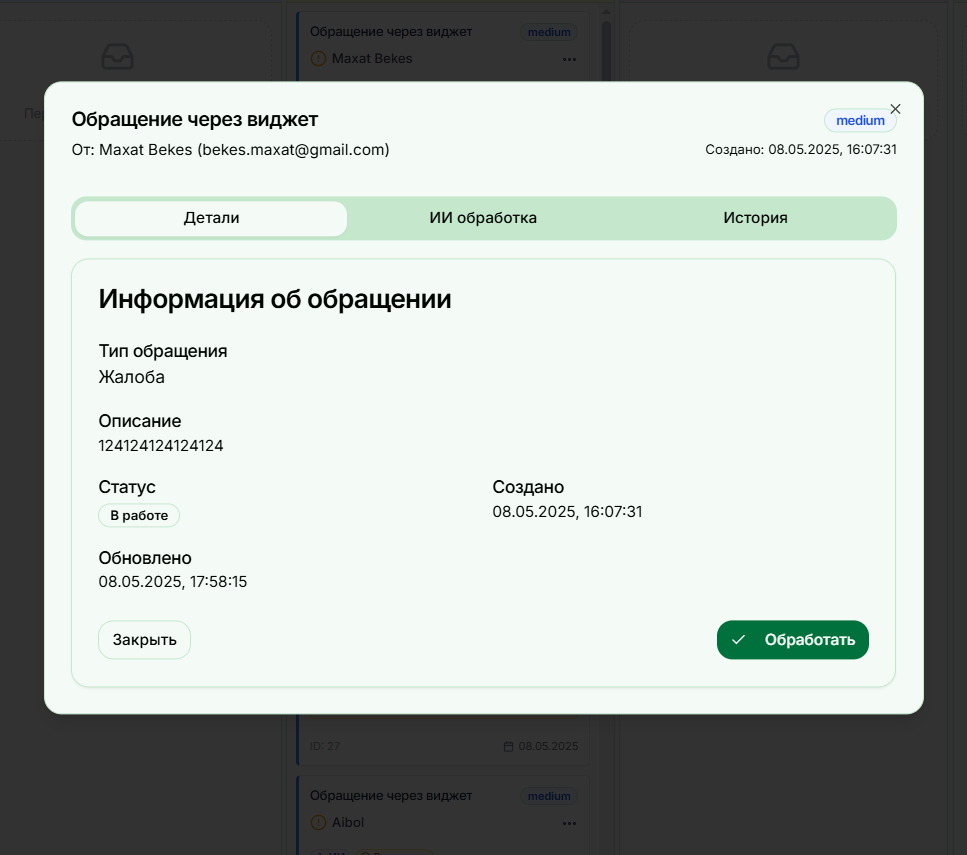 Обращение через виджет
medium
Maxat Bekes
Обращение через виджет
medium
От: Maxat Bekes (bekes.maxat@gmail.com)
Создано: 08.05.2025, 16:07:31
Детали
ИИ обработка
История
Информация об обращении
Тип обращения
Жалоба
Описание
124124124124124
Статус
Создано
В работе
08.05.2025, 16:07:31
Обновлено
08.05.2025, 17:58:15
Закрыть
Обработать
ID: 27
08.05.2025
Обращение через виджет
medium
Aibol